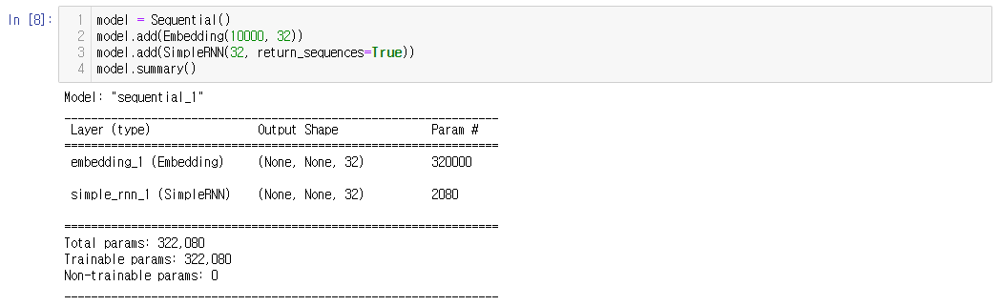 In [8]:
1 model = Sequential()
2 model.add(Embedding(10000, 32))
3 model.add(SimpleRNN(32, return_sequences=True))
4 model.summary()
Model: "sequential_1"
_________________________________________________________________
Layer (type) Output Shape Param #
=================================================================
embedding_1 (Embedding) (None, None, 32) 320000
simple_rnn_1 (SimpleRNN) (None, None, 32) 2080
=================================================================
Total params: 322,080
Trainable params: 322,080
Non-trainable params: 0
_________________________________________________________________